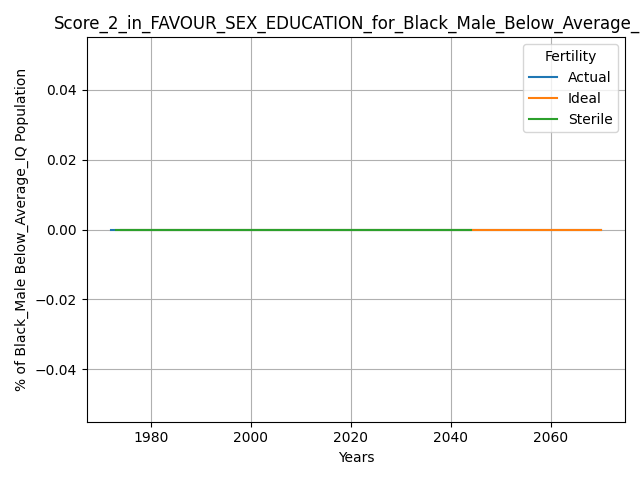 Score_2_in_FAVOUR_SEX_EDUCATION_for_Black_Male_Below_Average_
Fertility
Actual
Ideal
Sterile
% of Black_Male Below_Average_IQ Population
0.04
0.02
0.00
−0.02
−0.04
1980 2000 2020 2040 2060
Years